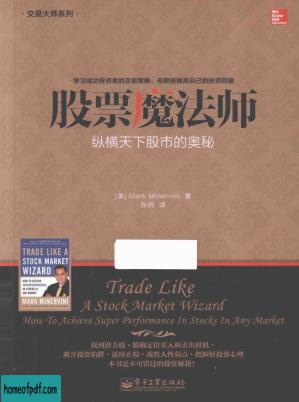 ·交易大师系列·
Mc
Graw
Hill
Education
学习成功投资者的交易策略，无限倍提高自己的投资回报
股票魔法师
纵横天下股市的奥秘
[美] Mark Minervini 著
张泂 译
TRADE LIKE A
STOCK MARKET
WIZARD
MARK MINERVINI
Trade Like
A Stock Market Wizard
How To Achieve Super Performance In Stocks In Any Market
找到潜力股，精确定位买入和卖出时机，
避开投资陷阱，适时止损，战胜人性弱点，把握好投资心理
本书是不可错过的投资秘籍！
电子工业出版社
homeofpdf.com